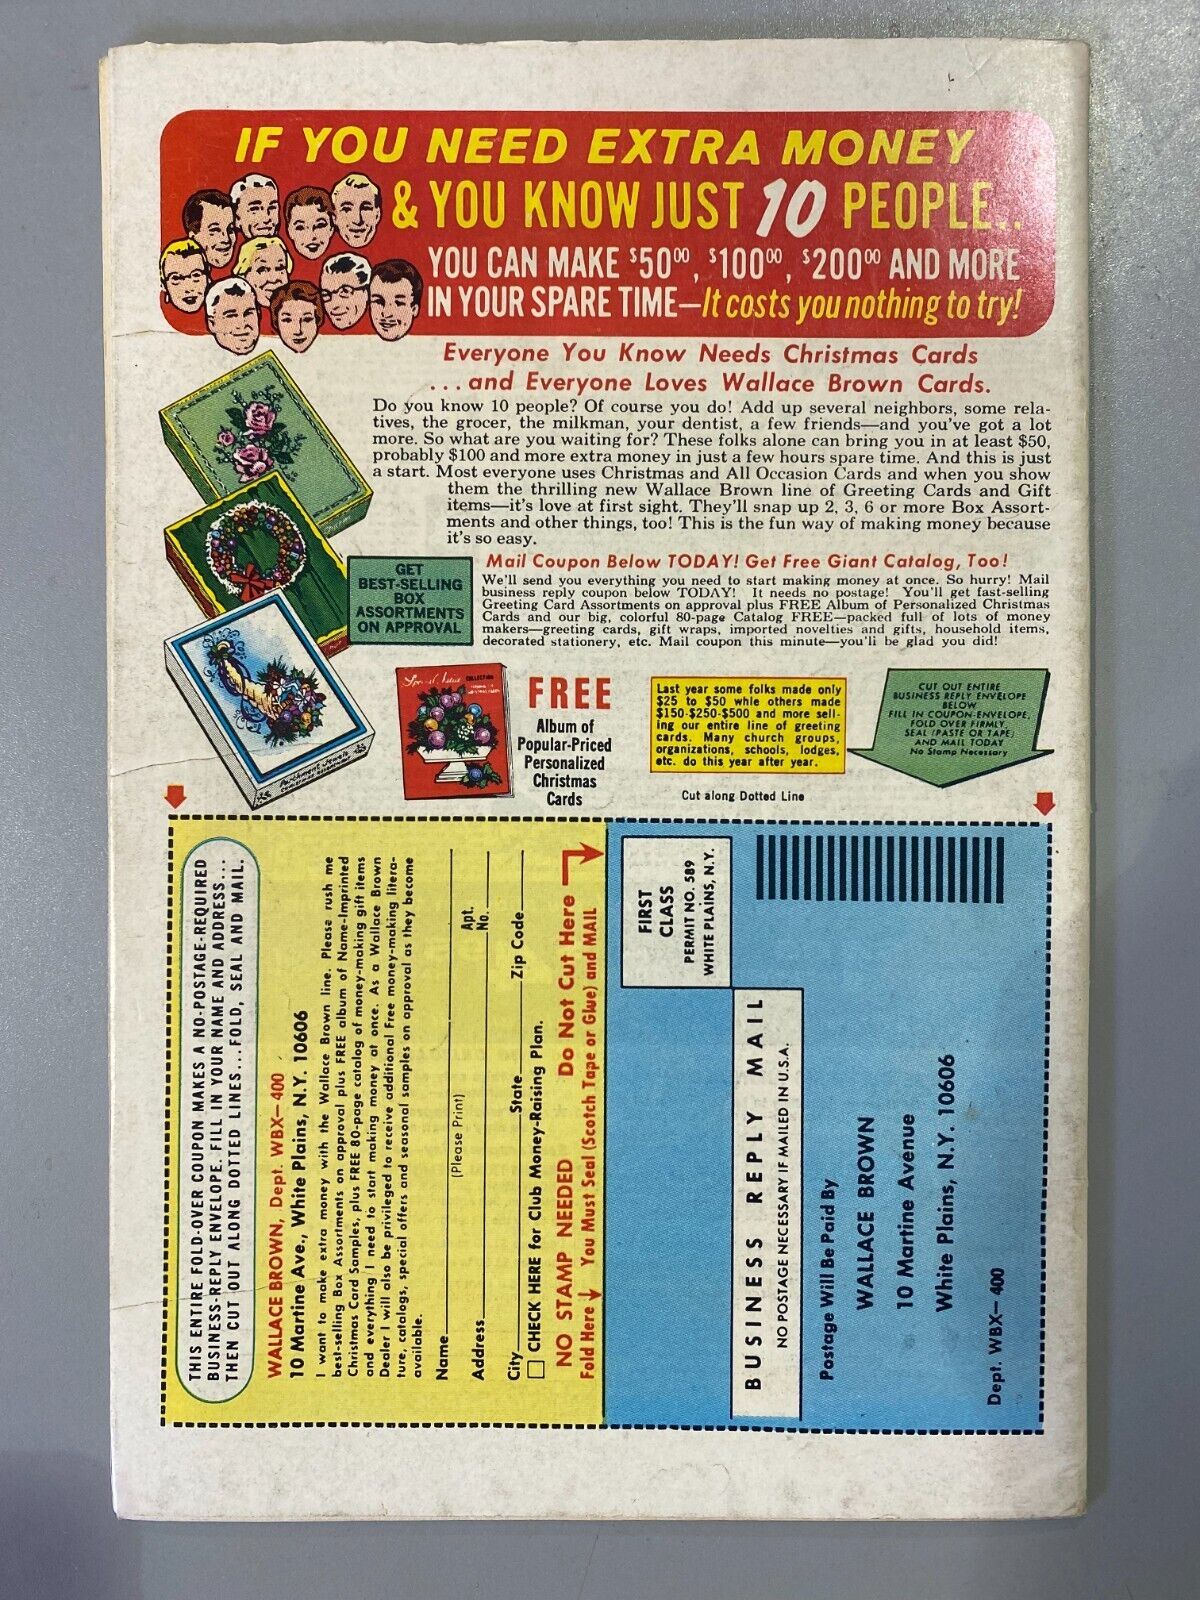 IF YOU NEED EXTRA MONEY
& YOU KNOW JUST 10 PEOPLE..
YOU CAN MAKE $50⁰⁰, $100⁰⁰, $200⁰⁰ AND MORE
IN YOUR SPARE TIME—It costs you nothing to try!
Everyone You Know Needs Christmas Cards
...and Everyone Loves Wallace Brown Cards.
Do you know 10 people? Of course you do! Add up several neighbors, some rela-
tives, the grocer, the milkman, your dentist, a few friends—and you've got a lot
more. So what are you waiting for? These folks alone can bring you in at least $50,
probably $100 and more extra money in just a few hours spare time. And this is just
a start. Most everyone uses Christmas and All Occasion Cards and when you show
them the thrilling new Wallace Brown line of Greeting Cards and Gift
items—it's love at first sight. They'll snap up 2, 3, 6 or more Box Assort-
ments and other things, too! This is the fun way of making money because
it's so easy.
Mail Coupon Below TODAY! Get Free Giant Catalog, Too!
We'll send you everything you need to start making money at once. So hurry! Mail
business reply coupon below TODAY! It needs no postage! You'll get fast-selling
Greeting Card Assortments on approval plus FREE Album of Personalized Christmas
Cards and our big, colorful 80-page Catalog FREE—packed full of lots of money
makers—greeting cards, gift wraps, imported novelties and gifts, household items,
decorated stationery, etc. Mail coupon this minute—you'll be glad you did!
GET
BEST-SELLING
BOX
ASSORTMENTS
ON APPROVAL
FREE
Album of
Popular-Priced
Personalized
Christmas
Cards
Last year some folks made only
$25 to $50 whle others made
$150-$250-$500 and more sell-
ing our entire line of greeting
cards. Many church groups,
organizations, schools, lodges,
etc. do this year after year.
CUT OUT ENTIRE
BUSINESS REPLY ENVELOPE
BELOW
FILL IN COUPON-ENVELOPE,
FOLD OVER FIRMLY,
SEAL (PASTE OR TAPE)
AND MAIL TODAY
No Stamp Necessary
Cut along Dotted Line
THIS ENTIRE FOLD-OVER COUPON MAKES A NO-POSTAGE-REQUIRED
BUSINESS-REPLY ENVELOPE. FILL IN YOUR NAME AND ADDRESS...
THEN CUT OUT ALONG DOTTED LINES...FOLD, SEAL AND MAIL.
WALLACE BROWN, Dept. WBX—400
10 Martine Ave., White Plains, N.Y. 10606
I want to make extra money with the Wallace Brown line. Please rush me
best-selling Box Assortments on approval plus FREE album of Name-Imprinted
Christmas Card Samples, plus FREE 80-page catalog of money-making gift items
and everything I need to start making money at once. As a Wallace Brown
Dealer I will also be privileged to receive additional Free money-making litera-
ture, catalogs, special offers and seasonal samples on approval as they become
available.
Name
(Please Print)
Address Apt. No.
City State Zip Code
CHECK HERE for Club Money-Raising Plan.
NO STAMP NEEDED Do Not Cut Here
Fold Here You Must Seal (Scotch Tape or Glue) and MAIL
FIRST
CLASS
PERMIT NO. 589
WHITE PLAINS, N.Y.
BUSINESS REPLY MAIL
NO POSTAGE NECESSARY IF MAILED IN U.S.A.
Postage Will Be Paid By
WALLACE BROWN
10 Martine Avenue
White Plains, N.Y. 10606
Dept. WBX—400